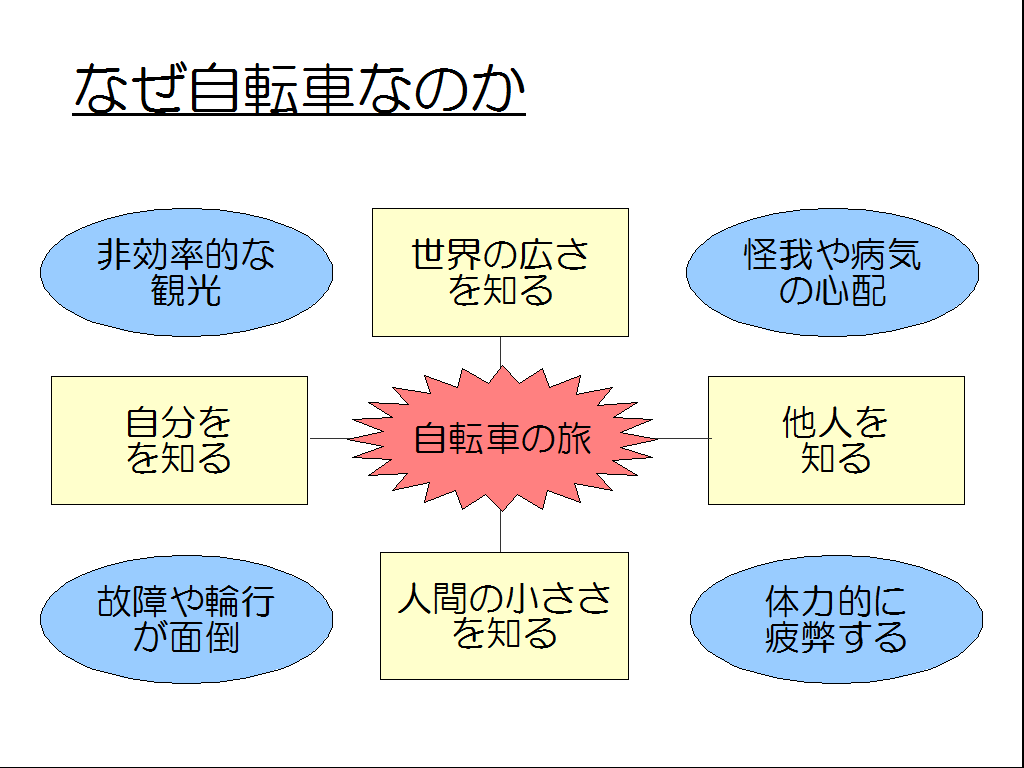 なぜ自転車なのか
非効率的な
観光
世界の広さ
を知る
怪我や病気
の心配
自分を
を知る
自転車の旅
他人を
知る
故障や輪行
が面倒
人間の小ささ
を知る
体力的に
疲弊する